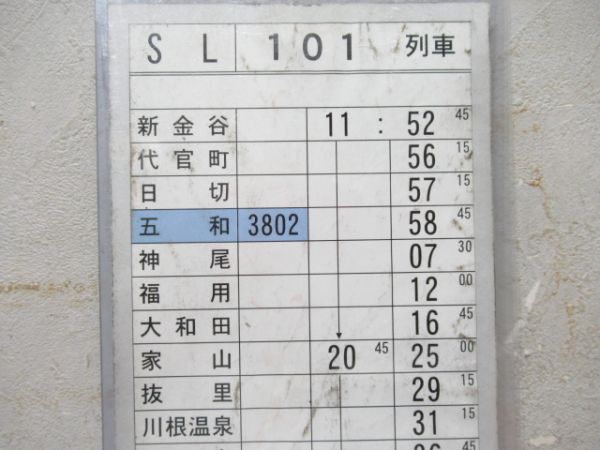 SL 101 列車
新金谷 11:52 45
代官町 56 15
日切 57 15
五和 3802 58 45
神尾 07 30
福用 12 00
大和田 16 45
家山 20 45 25 00
抜里 29 15
川根温泉 31 15
45